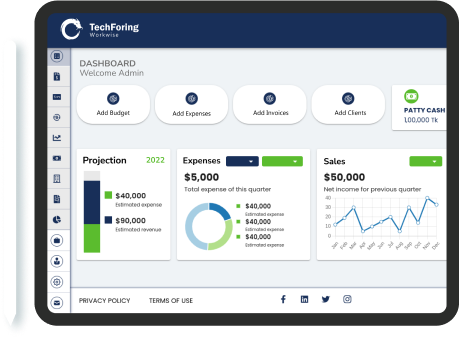 TechForing
Workwise
DASHBOARD
Welcome Admin
Add Budget
Add Expenses
Add Invoices
Add Clients
PATTY CASH
1,00,000 Tk
Projection 2022
$40,000
Estimated expense
$90,000
Estimated revenue
Expenses
$5,000
Total expense of this quarter
$40,000
Estimated expense
$40,000
Estimated expense
$40,000
Estimated expense
Sales
$50,000
Net income for previous quarter
40
30
20
10
0
Jan Feb Mar Apr May Jun Jul Aug Sep Oct Nov Dec
PRIVACY POLICY TERMS OF USE